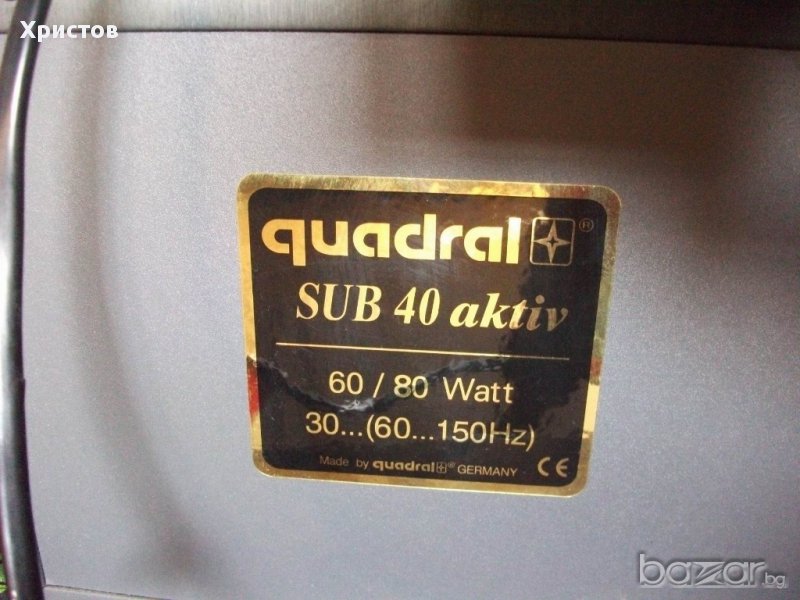 Христов
quadral ®
SUB 40 aktiv
60 / 80 Watt
30...(60...150Hz)
Made by quadral ® GERMANY CE
bazar.bg